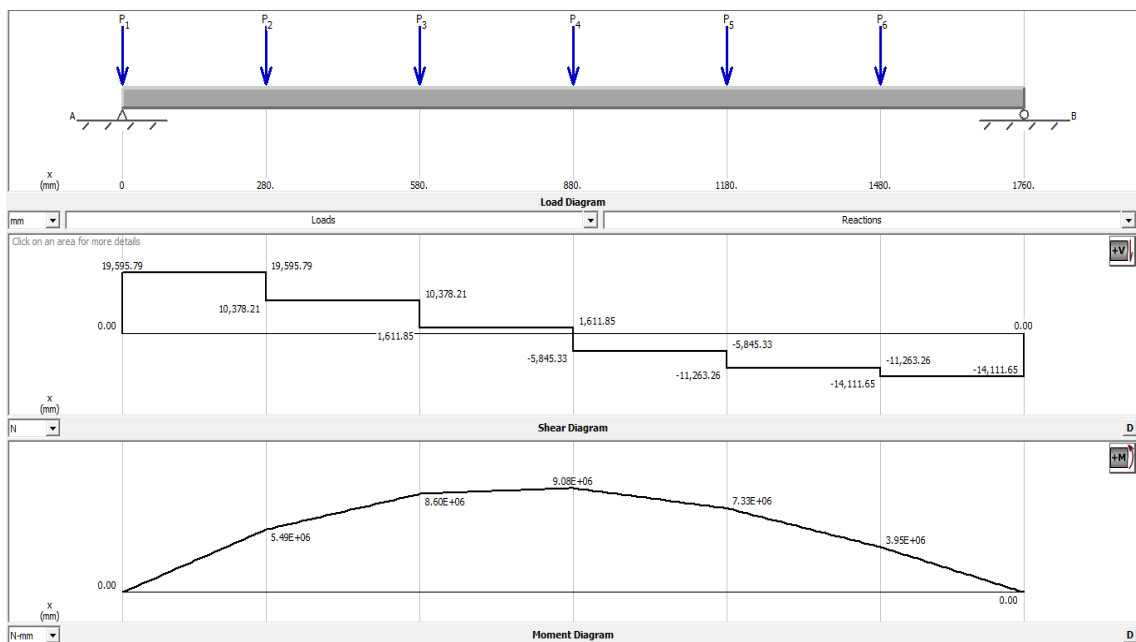 P1 P2 P3 P4 P5 P6
A B
x
(mm) 0 280. 580. 880. 1180. 1480. 1760.
Load Diagram
mm Loads Reactions
Click on an area for more details
+V
19,595.79 19,595.79
10,378.21 10,378.21
0.00 1,611.85 1,611.85 0.00
-5,845.33 -5,845.33
-11,263.26 -11,263.26
-14,111.65 -14,111.65
x
(mm)
N Shear Diagram D
+M
9.08E+06
8.60E+06 7.33E+06
5.49E+06 3.95E+06
0.00 0.00
x
(mm)
N-mm Moment Diagram D